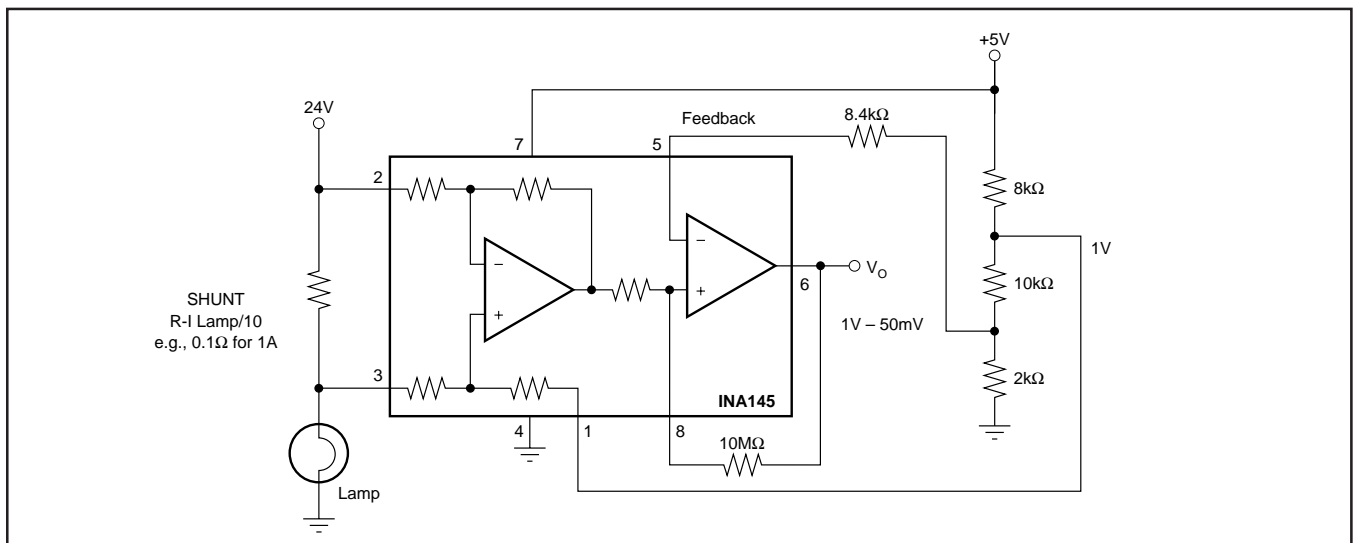 +5V
24V
8.4kΩ
Feedback
7
5
2
8kΩ
1V
6
V_O
SHUNT
R-I Lamp/10
e.g., 0.1Ω for 1A
10kΩ
1V – 50mV
3
2kΩ
INA145
4
1
8
10MΩ
Lamp